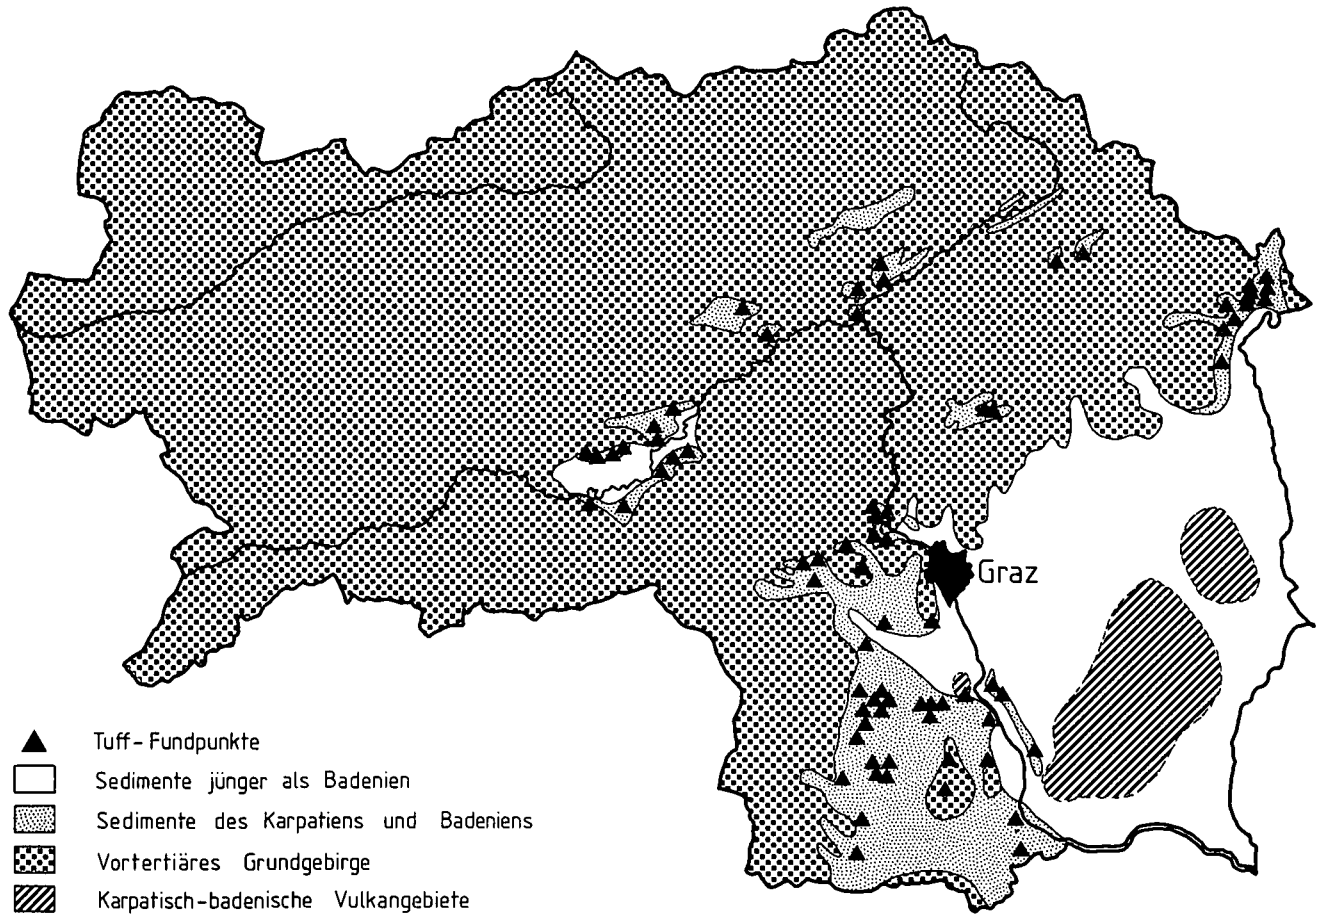 Graz
Tuff-Fundpunkte
Sedimente jünger als Badenien
Sedimente des Karpatiens und Badeniens
Vortertiäres Grundgebirge
Karpatisch-badenische Vulkangebiete